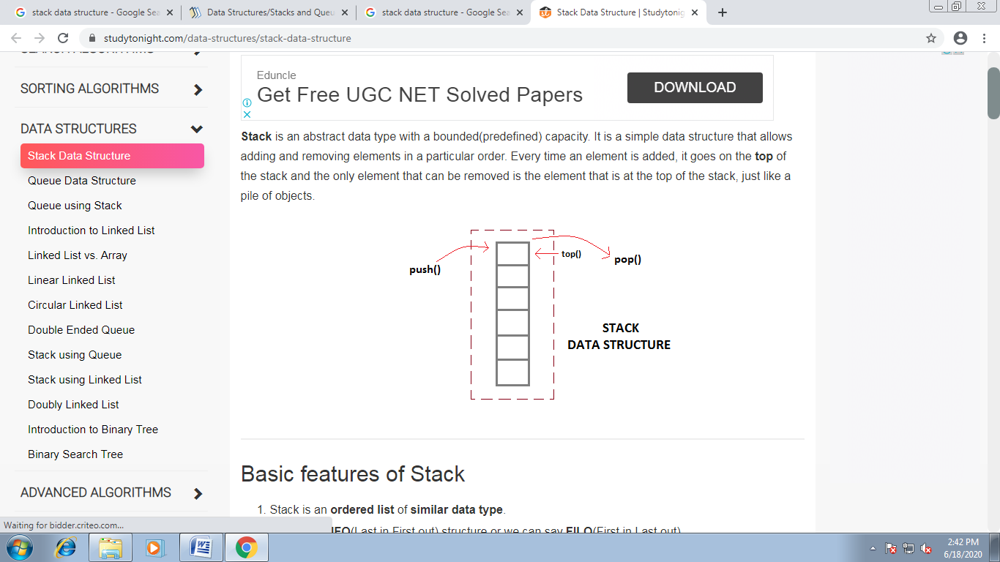 stack data structure - Google Sea
Data Structures/Stacks and Queu
stack data structure - Google Sea
Stack Data Structure | Studytonig
studytonight.com/data-structures/stack-data-structure
SEARCH ALGORITHMS
SORTING ALGORITHMS
DATA STRUCTURES
Stack Data Structure
Queue Data Structure
Queue using Stack
Introduction to Linked List
Linked List vs. Array
Linear Linked List
Circular Linked List
Double Ended Queue
Stack using Queue
Stack using Linked List
Doubly Linked List
Introduction to Binary Tree
Binary Search Tree
ADVANCED ALGORITHMS
Eduncle
Get Free UGC NET Solved Papers
DOWNLOAD
Stack is an abstract data type with a bounded(predefined) capacity. It is a simple data structure that allows
adding and removing elements in a particular order. Every time an element is added, it goes on the top of
the stack and the only element that can be removed is the element that is at the top of the stack, just like a
pile of objects.
push()
top()
pop()
STACK
DATA STRUCTURE
Basic features of Stack
1. Stack is an ordered list of similar data type.
(Last in First out) structure or we can say FILO(First in Last out).
Waiting for bidder.criteo.com...
2:42 PM
6/18/2020